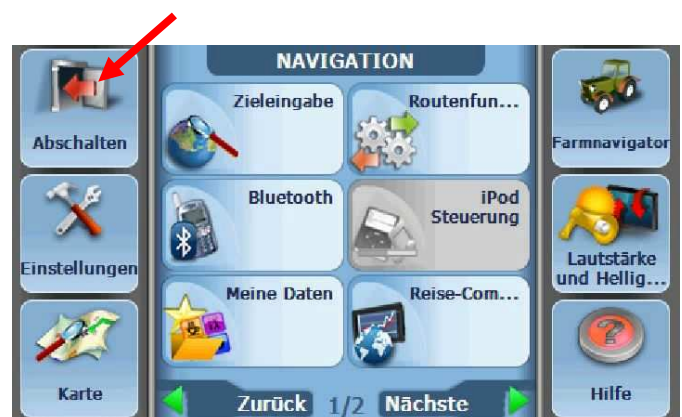 NAVIGATION
Abschalten
Zieleingabe
Routenfun...
Farmnavigator
Einstellungen
Bluetooth
iPod
Steuerung
Lautstärke
und Hellig...
Karte
Meine Daten
Reise-Com...
Hilfe
Zurück 1/2 Nächste